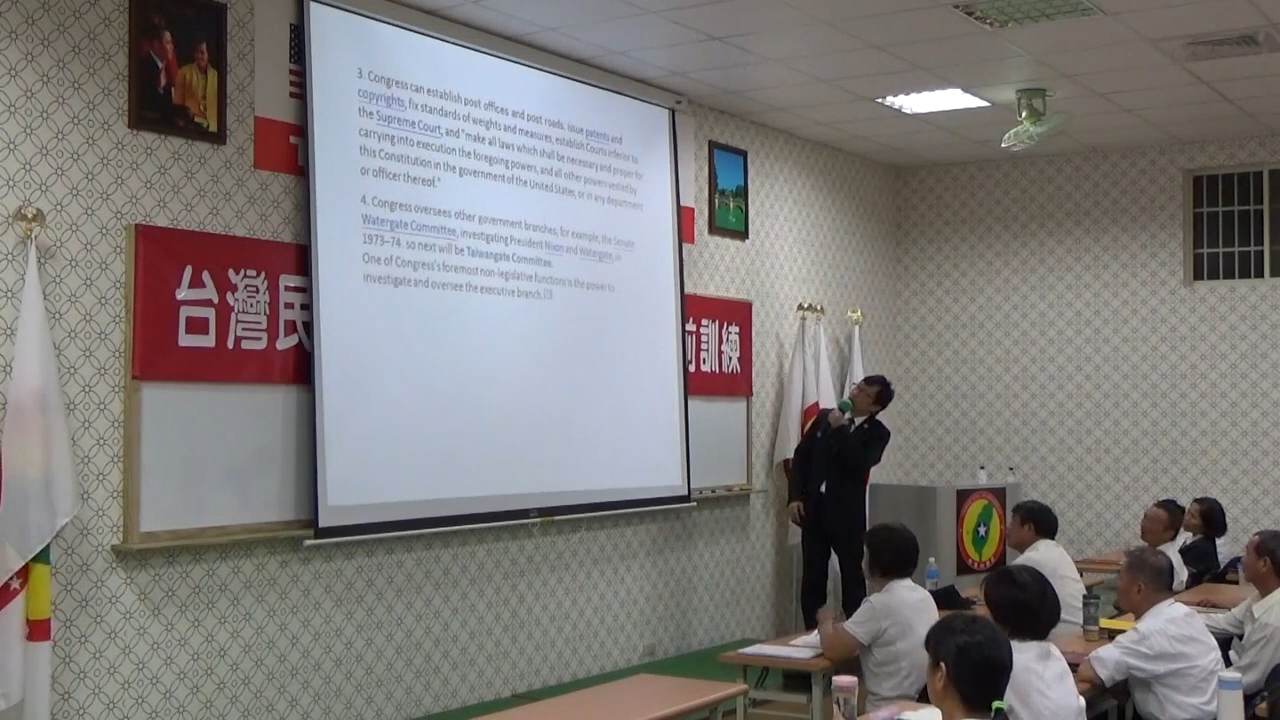 3. Congress can establish post offices and post roads, issue patents and
copyrights, fix standards of weights and measures, establish Courts inferior to
the Supreme Court, and "make all laws which shall be necessary and proper for
carrying into execution the foregoing powers, and all other powers vested by
this Constitution in the government of the United States, or in any department
or officer thereof."
4. Congress oversees other government branches, for example, the Senate
Watergate Committee, investigating President Nixon and Watergate, in
1973–74. so next will be Taiwangate Committee.
One of Congress's foremost non-legislative functions is the power to
investigate and oversee the executive branch.
台灣民
前訓練